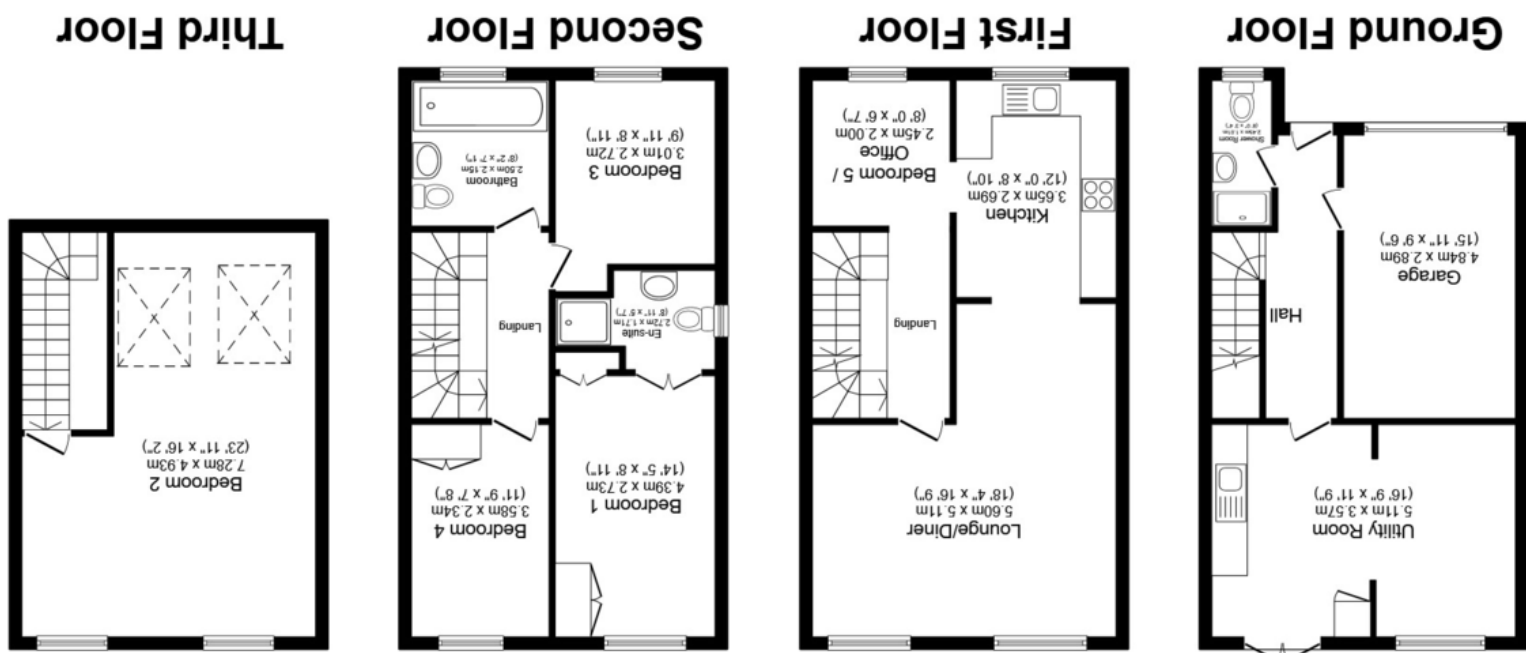 Utility Room
5.11m x 3.57m
(16' 9" x 11' 9")
Hall
Garage
4.84m x 2.89m
(15' 11" x 9' 6")
Shower Room
Ground Floor
Lounge/Diner
5.60m x 5.11m
(18' 4" x 16' 9")
Landing
Kitchen
3.65m x 2.69m
(12' 0" x 8' 10")
Bedroom 5 /
Office
2.45m x 2.00m
(8' 0" x 6' 7")
First Floor
Bedroom 1
4.39m x 2.73m
(14' 5" x 8' 11")
Bedroom 4
3.58m x 2.34m
(11' 9" x 7' 8")
En-suite
2.72m x 1.71m
(8' 11" x 5' 7")
Landing
Bedroom 3
3.01m x 2.72m
(9' 11" x 8' 11")
Bathroom
2.50m x 2.15m
(8' 2" x 7' 1")
Second Floor
Bedroom 2
7.28m x 4.93m
(23' 11" x 16' 2")
Third Floor